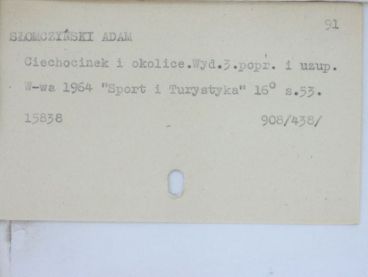 91
SŁOMCZYŃSKI ADAM
Ciechocinek i okolice.Wyd.3.popr. i uzup.
W-wa 1964 "Sport i Turystyka" 16° s.53.
15838 908/438/